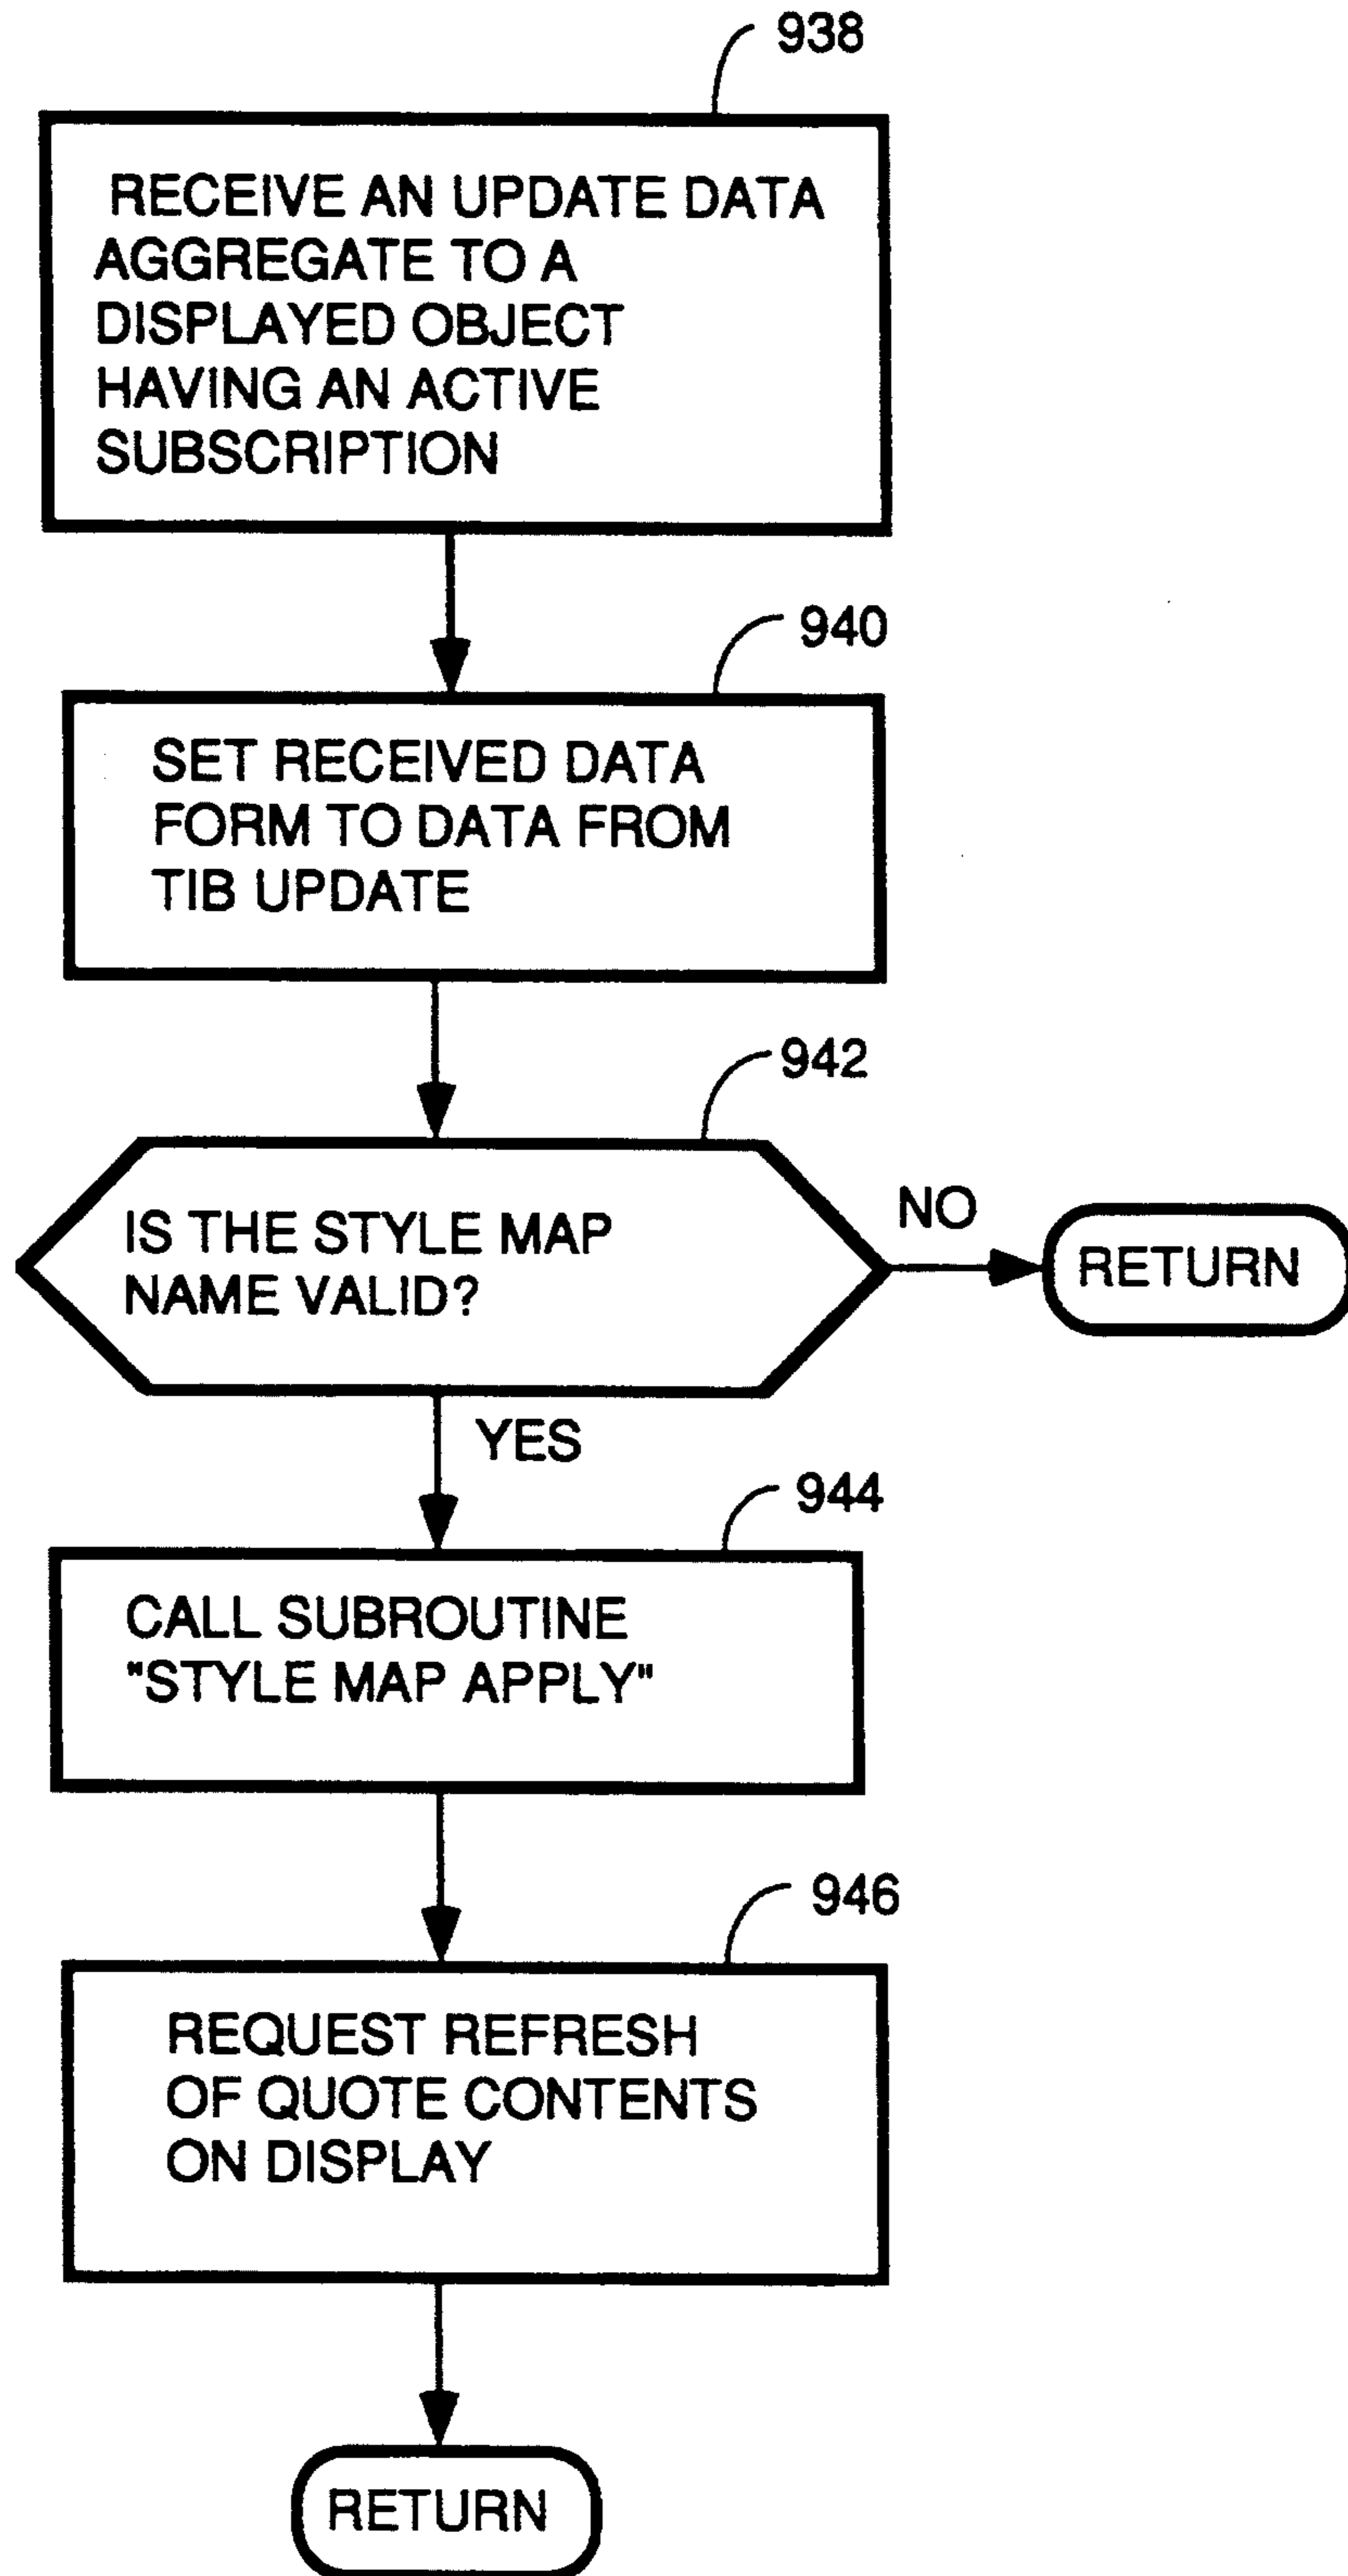 938
RECEIVE AN UPDATE DATA
AGGREGATE TO A
DISPLAYED OBJECT
HAVING AN ACTIVE
SUBSCRIPTION
940
SET RECEIVED DATA
FORM TO DATA FROM
TIB UPDATE
942
IS THE STYLE MAP
NAME VALID?
NO
RETURN
YES
944
CALL SUBROUTINE
"STYLE MAP APPLY"
946
REQUEST REFRESH
OF QUOTE CONTENTS
ON DISPLAY
RETURN